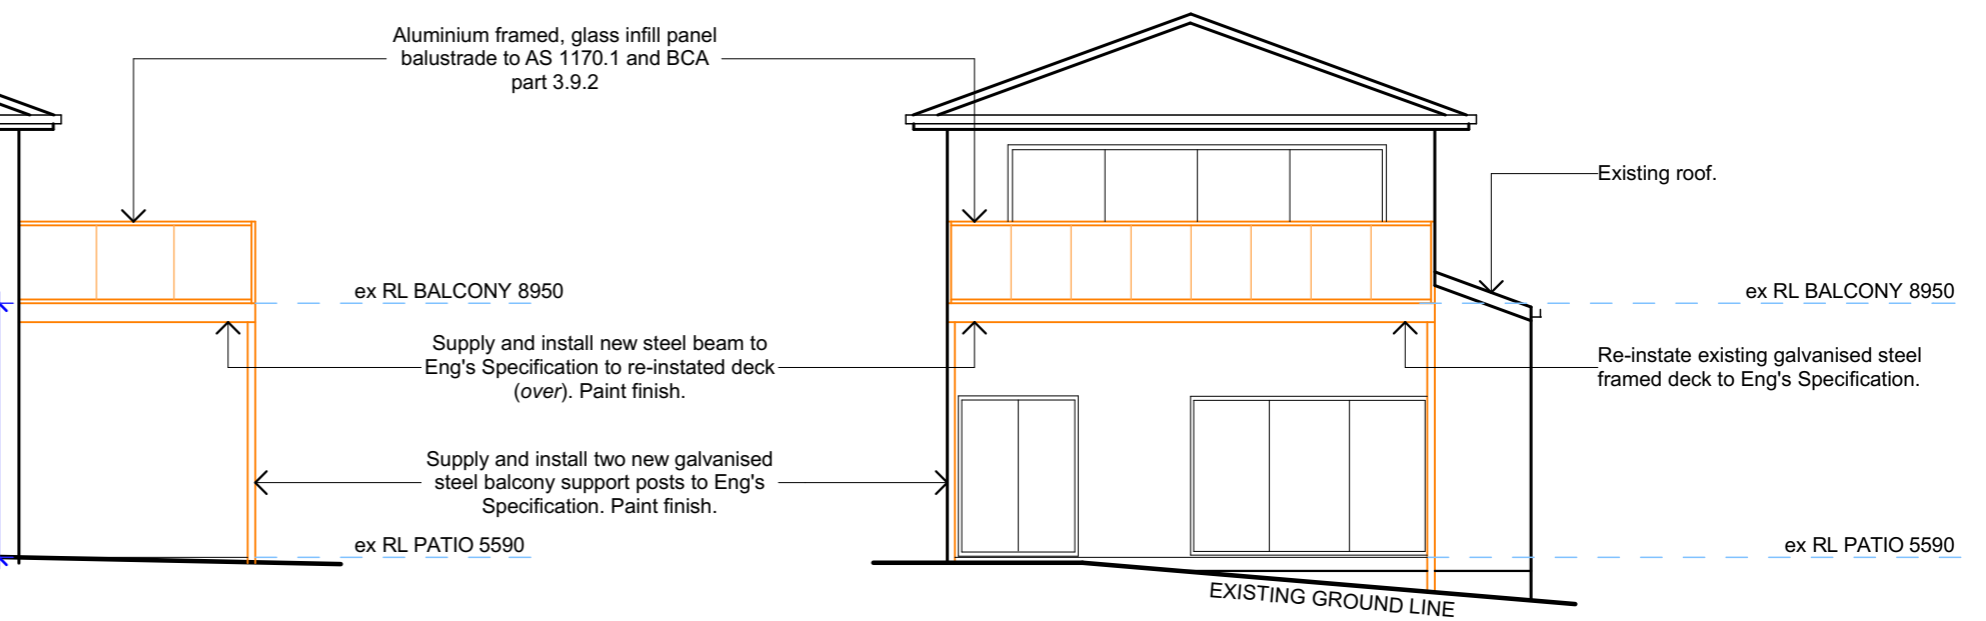 Aluminium framed, glass infill panel
balustrade to AS 1170.1 and BCA
part 3.9.2
Existing roof.
ex RL BALCONY 8950
ex RL BALCONY 8950
Supply and install new steel beam to
Eng's Specification to re-instated deck
(over). Paint finish.
Re-instate existing galvanised steel
framed deck to Eng's Specification.
Supply and install two new galvanised
steel balcony support posts to Eng's
Specification. Paint finish.
ex RL PATIO 5590
ex RL PATIO 5590
EXISTING GROUND LINE